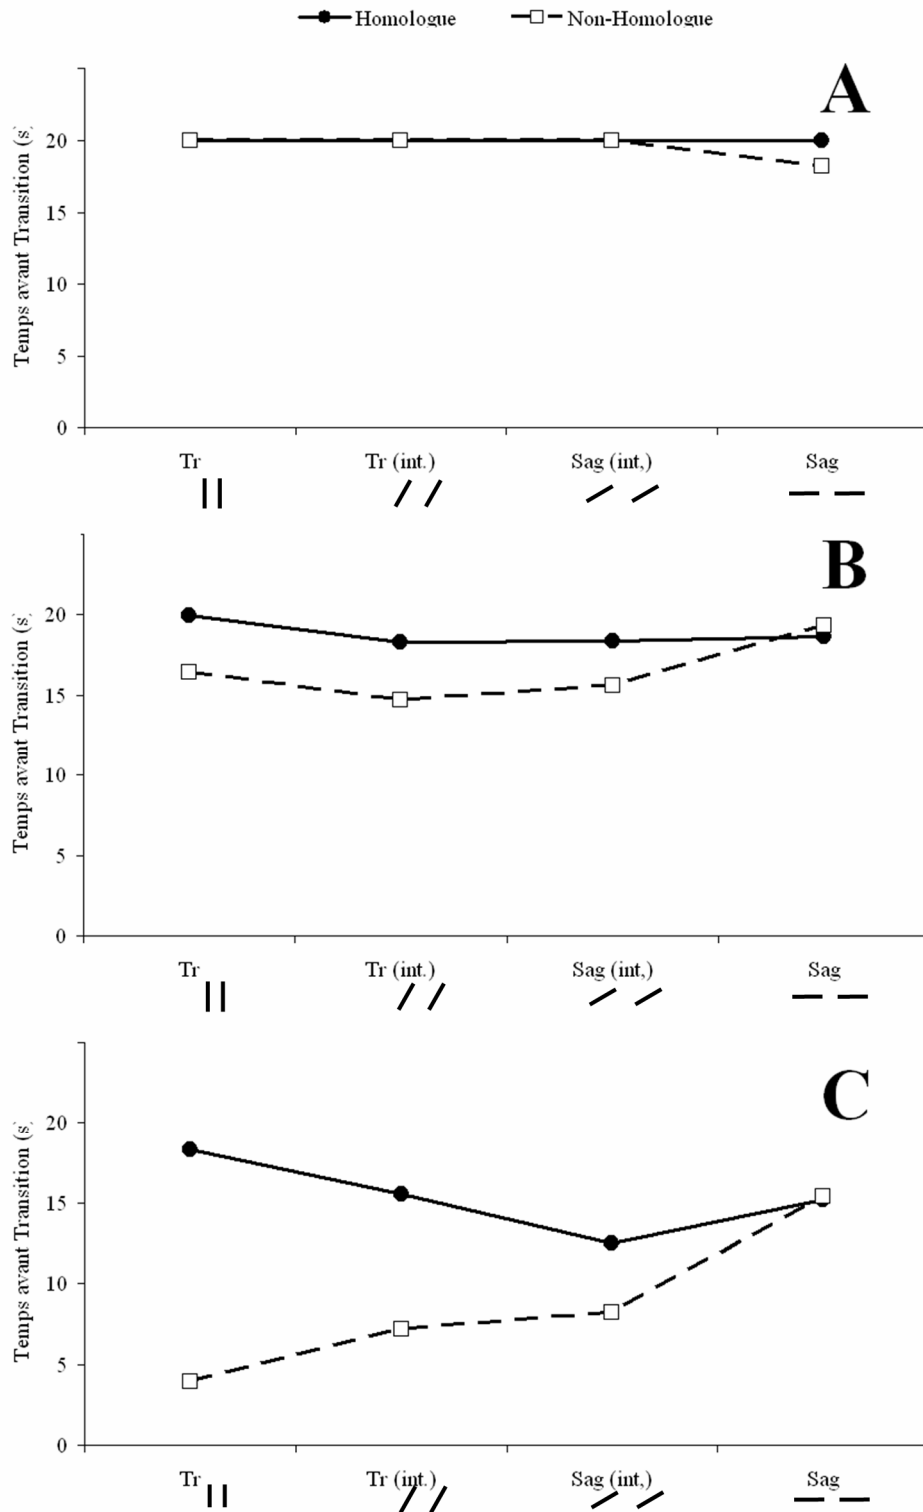 Homologue Non-Homologue
A
Temps avant Transition (s)
20
15
10
5
0
Tr Tr (int.) Sag (int,) Sag
B
Temps avant Transition (s)
20
15
10
5
0
Tr Tr (int.) Sag (int,) Sag
C
Temps avant Transition (s)
20
15
10
5
0
Tr Tr (int.) Sag (int,) Sag